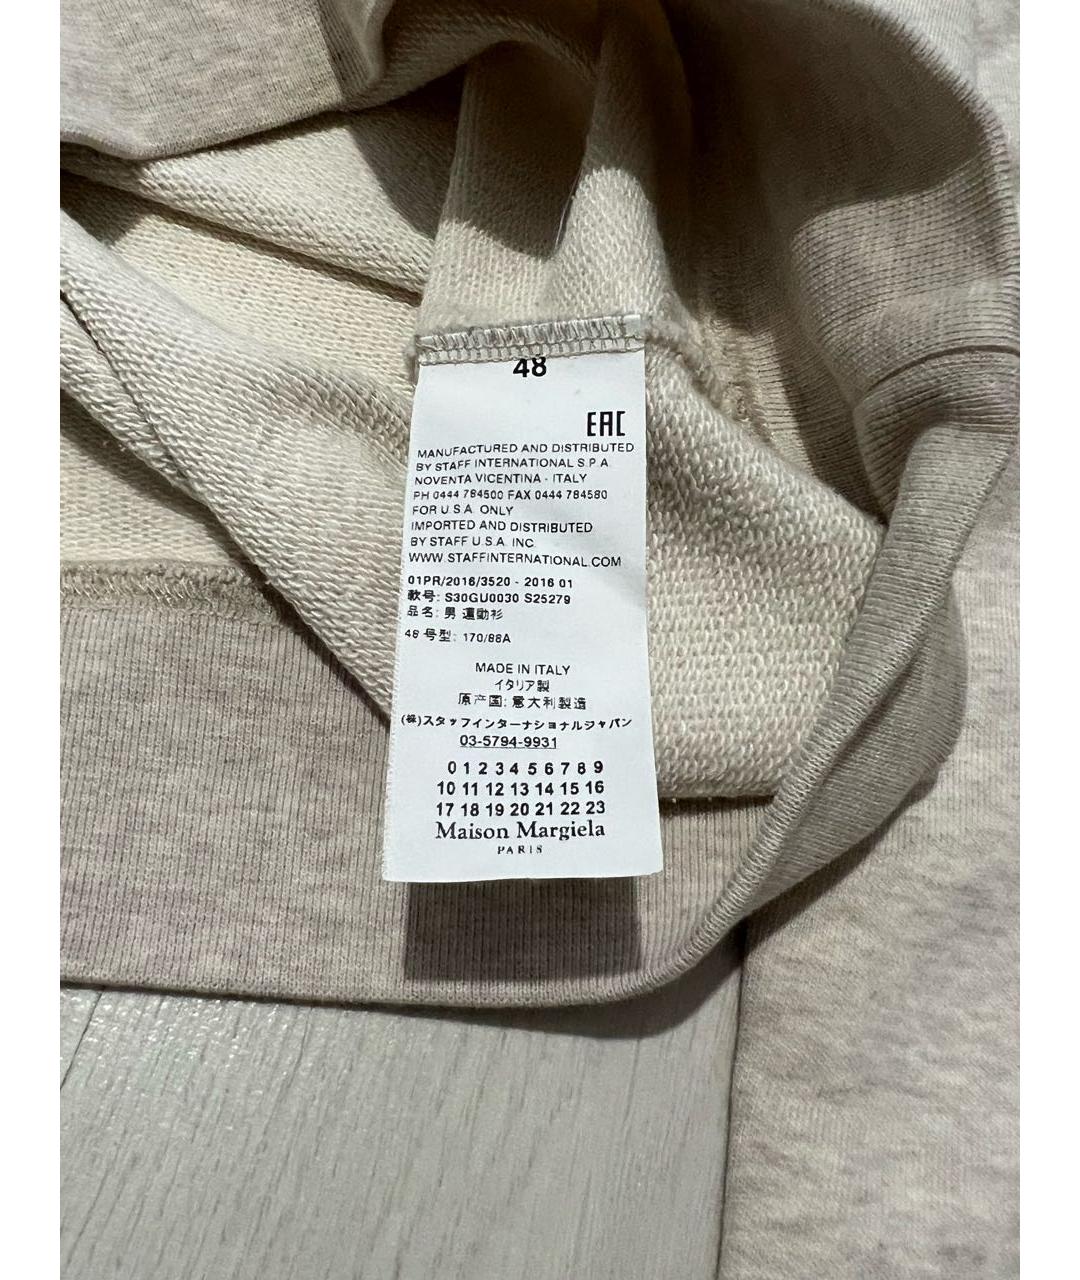 48
EAC
MANUFACTURED AND DISTRIBUTED
BY STAFF INTERNATIONAL S.P.A.
NOVENTA VICENTINA - ITALY
PH 0444 784500 FAX 0444 784580
FOR U.S.A. ONLY
IMPORTED AND DISTRIBUTED
BY STAFF U.S.A. INC.
WWW.STAFFINTERNATIONAL.COM
01PR/2016/3520 - 2016 01
款号: S30GU0030 S25279
品名: 男 運動衫
48 号型: 170/88A
MADE IN ITALY
イタリア製
原产国: 意大利製造
(株)スタッフインターナショナルジャパン
03-5794-9931
0 1 2 3 4 5 6 7 8 9
10 11 12 13 14 15 16
17 18 19 20 21 22 23
Maison Margiela
PARIS